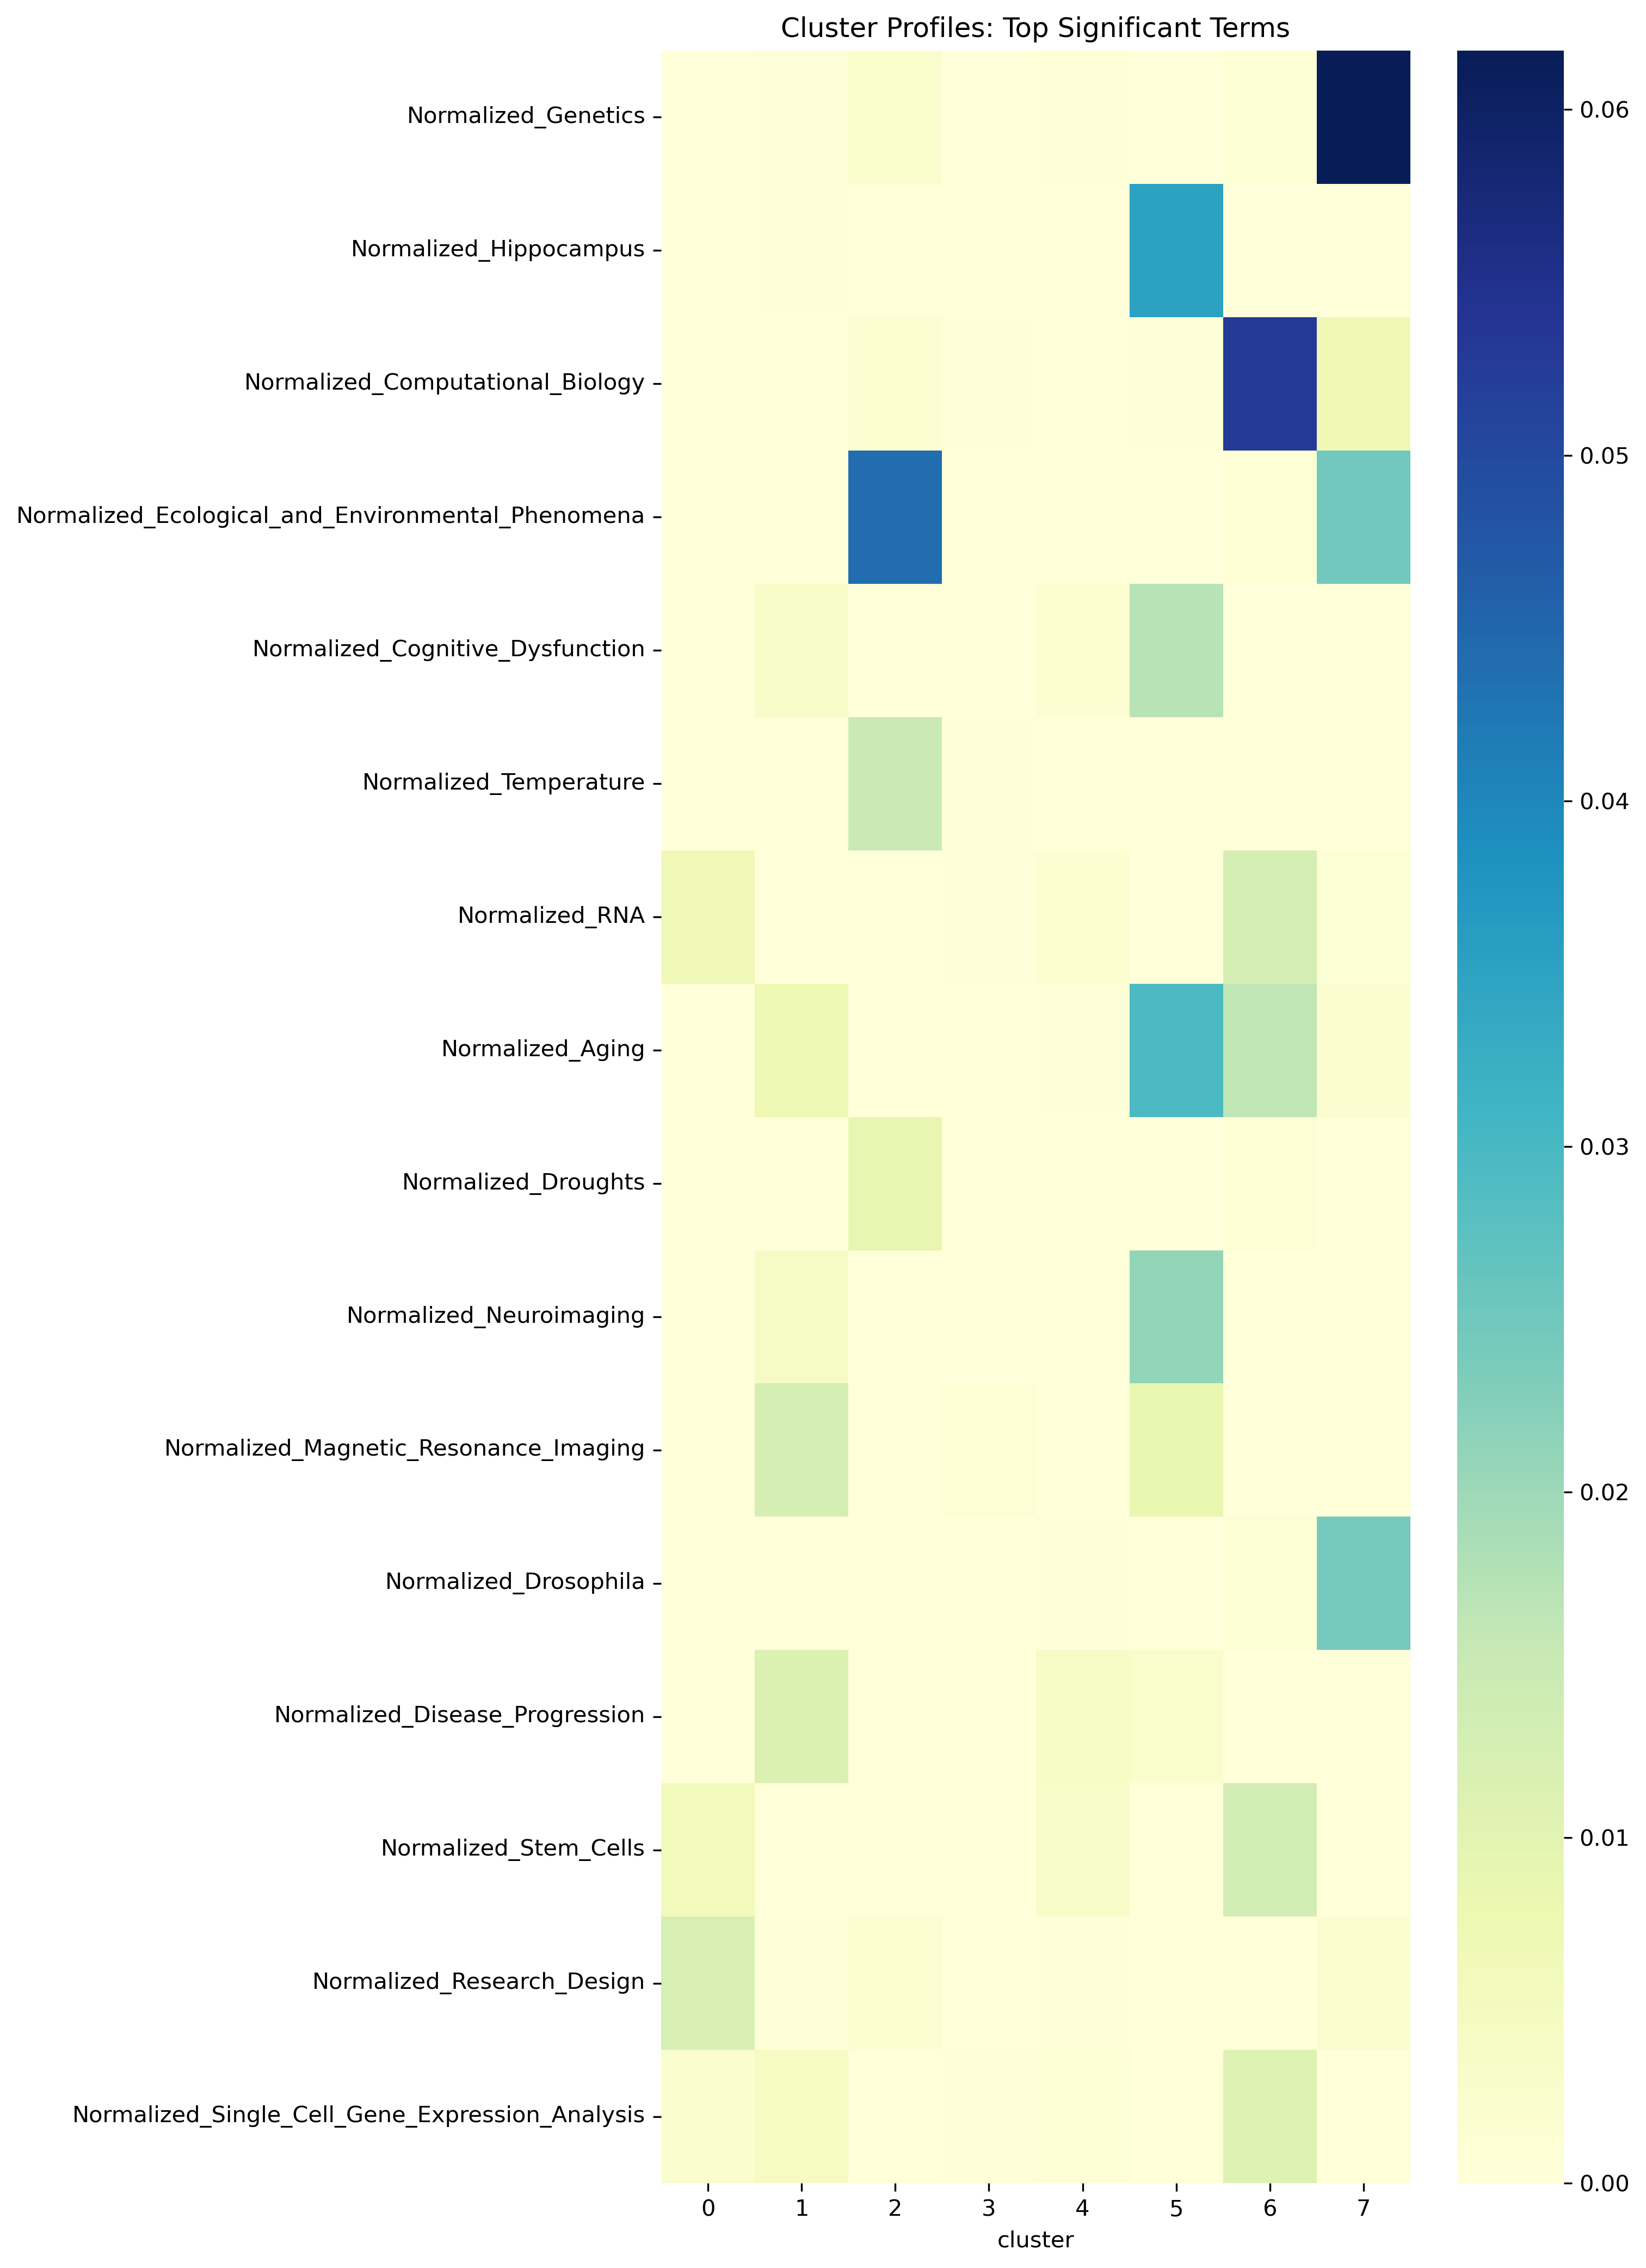 Cluster Profiles: Top Significant Terms
Normalized_Genetics
Normalized_Hippocampus
Normalized_Computational_Biology
Normalized_Ecological_and_Environmental_Phenomena
Normalized_Cognitive_Dysfunction
Normalized_Temperature
Normalized_RNA
Normalized_Aging
Normalized_Droughts
Normalized_Neuroimaging
Normalized_Magnetic_Resonance_Imaging
Normalized_Drosophila
Normalized_Disease_Progression
Normalized_Stem_Cells
Normalized_Research_Design
Normalized_Single_Cell_Gene_Expression_Analysis
0 1 2 3 4 5 6 7
cluster
0.06
0.05
0.04
0.03
0.02
0.01
0.00